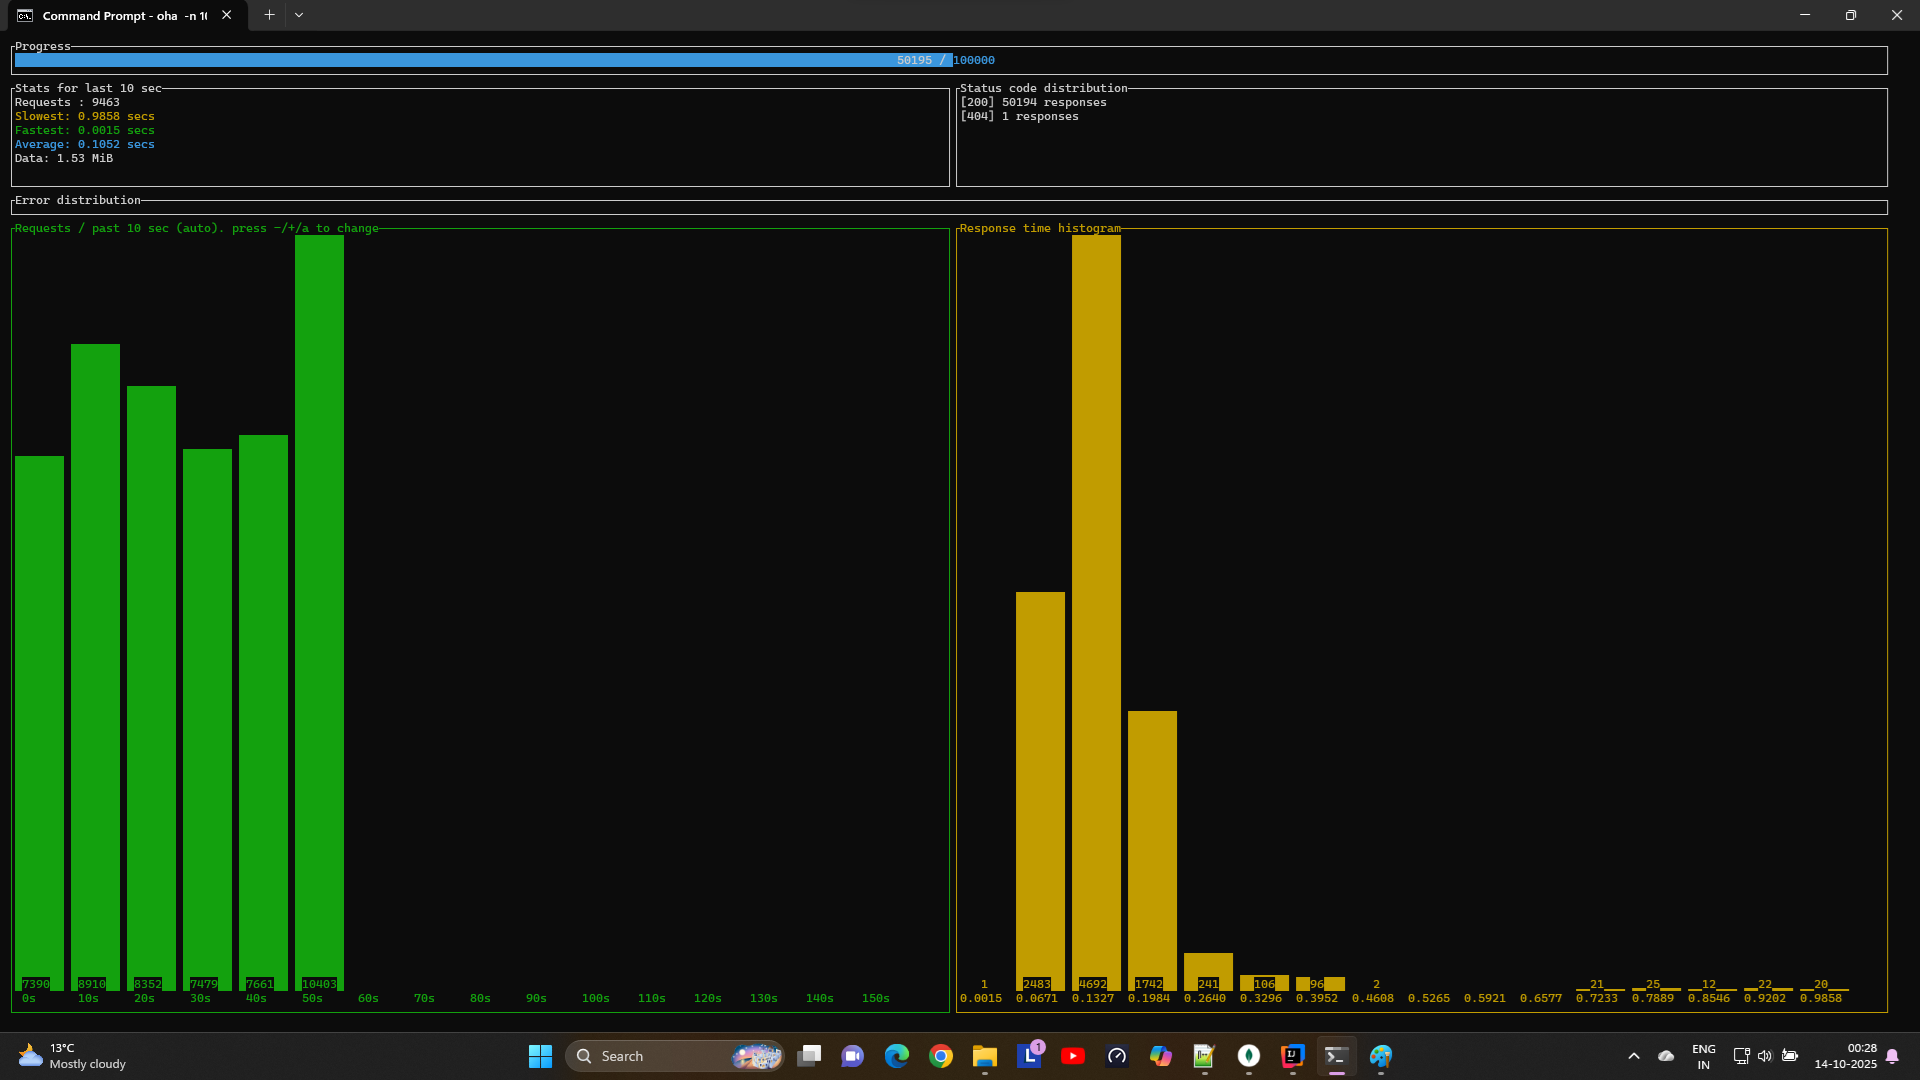 Command Prompt - oha -n 10
Progress
50195 / 100000
Stats for last 10 sec
Requests : 9463
Slowest: 0.9858 secs
Fastest: 0.0015 secs
Average: 0.1052 secs
Data: 1.53 MiB
Status code distribution
[200] 50194 responses
[404] 1 responses
Error distribution
Requests / past 10 sec (auto). press -/+/a to change
7390 8910 8352 7479 7661 10403
0s 10s 20s 30s 40s 50s 60s 70s 80s 90s 100s 110s 120s 130s 140s 150s
Response time histogram
1 2483 4692 1742 241 106 96 2 21 25 12 22 20
0.0015 0.0671 0.1327 0.1984 0.2640 0.3296 0.3952 0.4608 0.5265 0.5921 0.6577 0.7233 0.7889 0.8546 0.9202 0.9858
13°C
Mostly cloudy
Search
1
ENG
IN
00:28
14-10-2025